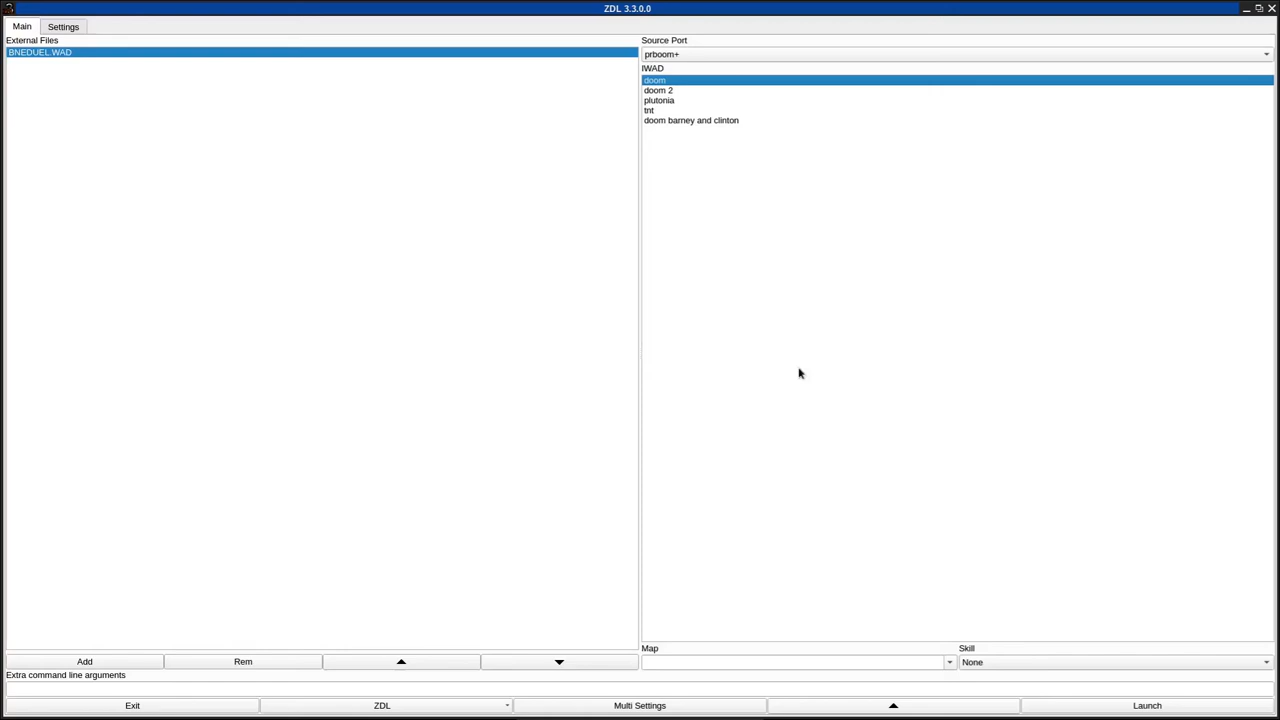 ZDL 3.3.0.0
Main Settings
External Files
BNEDUEL.WAD
Source Port
prboom+
IWAD
doom
doom 2
plutonia
tnt
doom barney and clinton
Map Skill
None
Add Rem
Extra command line arguments
Exit ZDL Multi Settings Launch